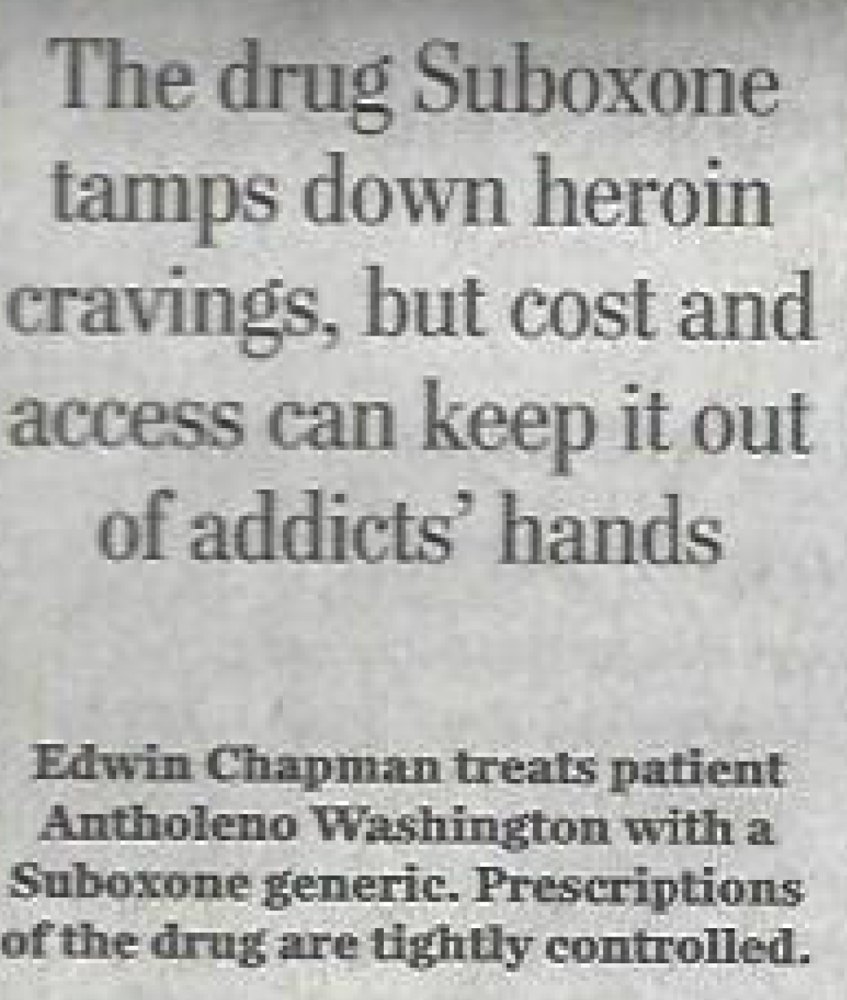 The drug Suboxone
tamps down heroin
cravings, but cost and
access can keep it out
of addicts’ hands
Edwin Chapman treats patient
Antholeno Washington with a
Suboxone generic. Prescriptions
of the drug are tightly controlled.